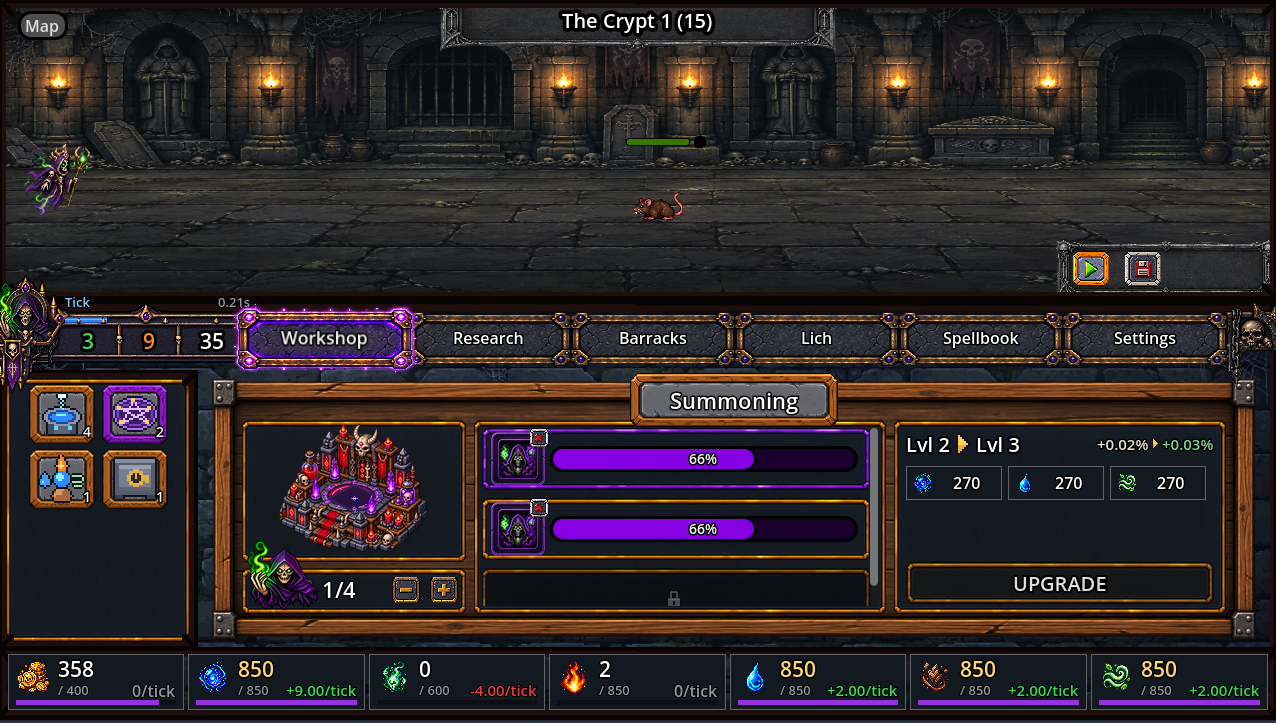 Map
The Crypt 1 (15)
Tick 0.21s
3 9 35
Workshop Research Barracks Lich Spellbook Settings
Summoning
4 2
1 1
66%
66%
1/4
Lvl 2 Lvl 3 +0.02% +0.03%
270 270 270
UPGRADE
358 / 400 0/tick
850 / 850 +9.00/tick
0 / 600 -4.00/tick
2 / 850 0/tick
850 / 850 +2.00/tick
850 / 850 +2.00/tick
850 / 850 +2.00/tick